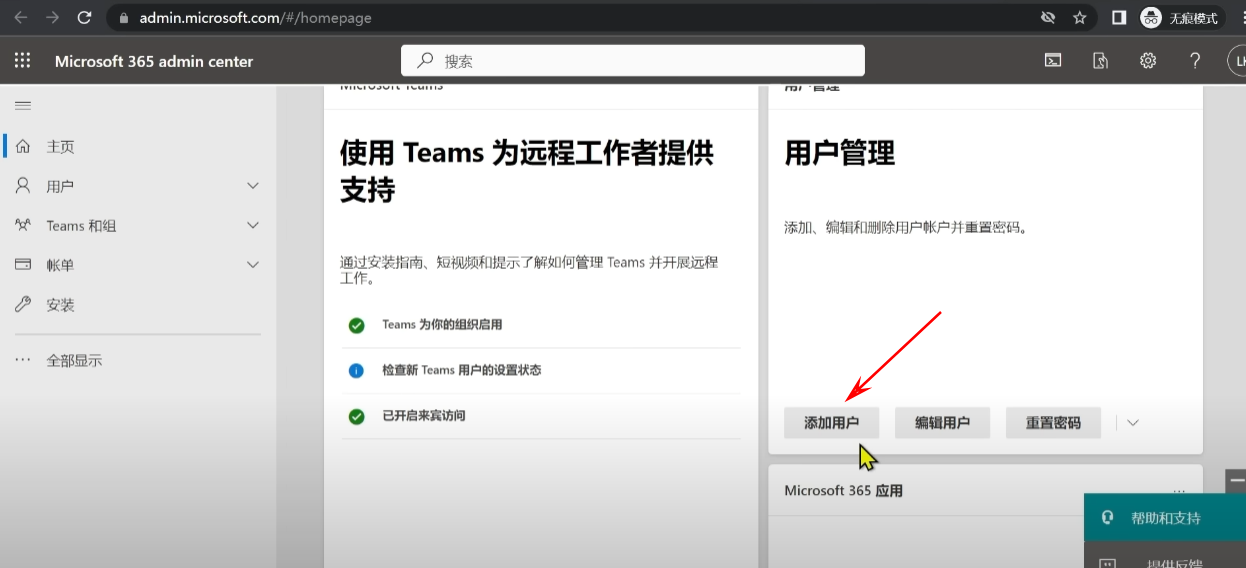 admin.microsoft.com/#/homepage
无痕模式
Microsoft 365 admin center
搜索
LH
主页
用户
Teams 和组
帐单
安装
全部显示
Microsoft Teams
使用 Teams 为远程工作者提供
支持
通过安装指南、短视频和提示了解如何管理 Teams 并开展远程
工作。
Teams 为你的组织启用
检查新 Teams 用户的设置状态
已开启来宾访问
用户管理
用户管理
添加、编辑和删除用户帐户并重置密码。
添加用户
编辑用户
重置密码
Microsoft 365 应用
帮助和支持
提供反馈